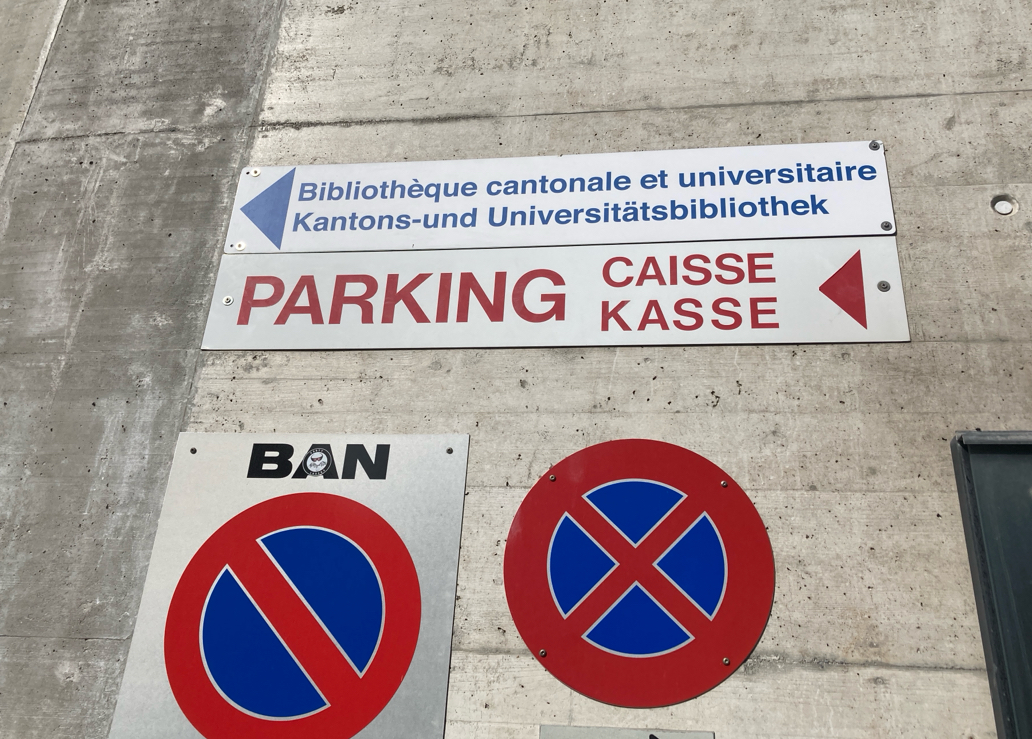 Bibliothèque cantonale et universitaire
Kantons-und Universitätsbibliothek
PARKING
CAISSE
KASSE
BAN